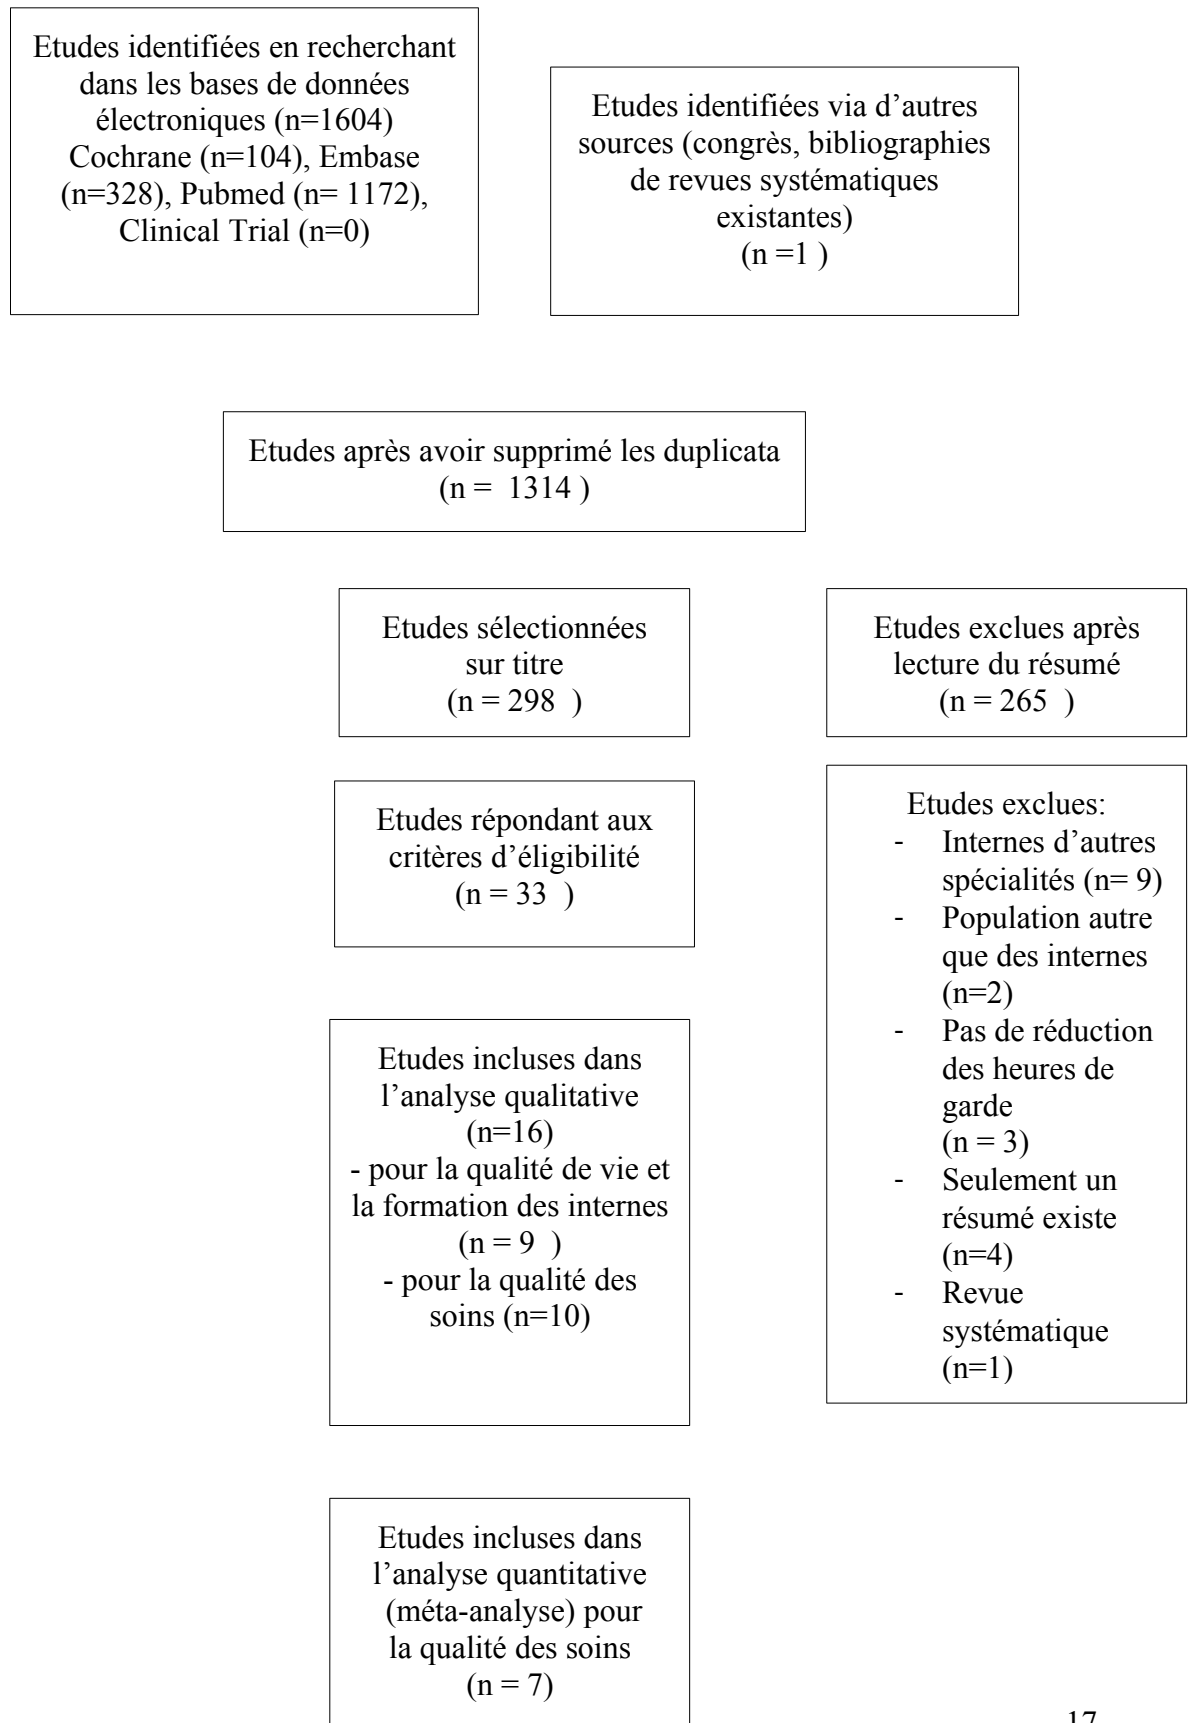 Etudes identifiées en recherchant
dans les bases de données
électroniques (n=1604)
Cochrane (n=104), Embase
(n=328), Pubmed (n= 1172),
Clinical Trial (n=0)
Etudes identifiées via d’autres
sources (congrès, bibliographies
de revues systématiques
existantes)
(n =1 )
Etudes après avoir supprimé les duplicata
(n = 1314 )
Etudes sélectionnées
sur titre
(n = 298 )
Etudes exclues après
lecture du résumé
(n = 265 )
Etudes répondant aux
critères d’éligibilité
(n = 33 )
Etudes exclues:
- Internes d’autres
spécialités (n= 9)
- Population autre
que des internes
(n=2)
- Pas de réduction
des heures de
garde
(n = 3)
- Seulement un
résumé existe
(n=4)
- Revue
systématique
(n=1)
Etudes incluses dans
l’analyse qualitative
(n=16)
- pour la qualité de vie et
la formation des internes
(n = 9 )
- pour la qualité des
soins (n=10)
Etudes incluses dans
l’analyse quantitative
(méta-analyse) pour
la qualité des soins
(n = 7)
17